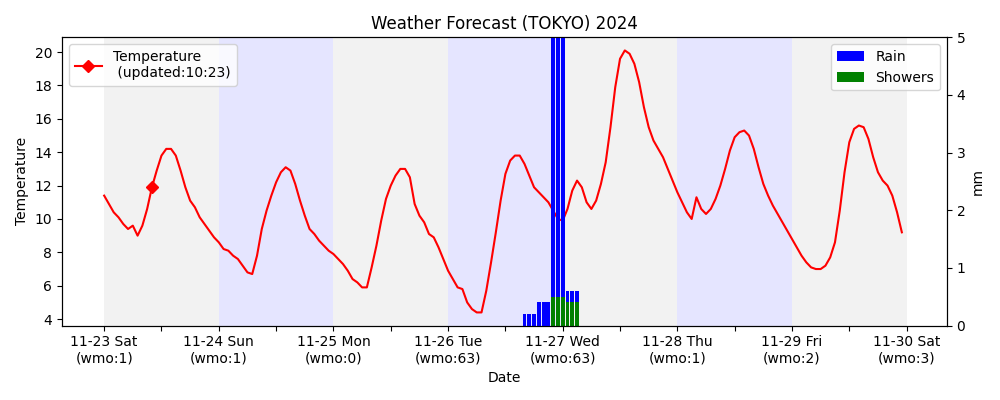 Weather Forecast (TOKYO) 2024
Temperature
(updated:10:23)
Rain
Showers
Temperature
20
18
16
14
12
10
8
6
4
5
4
3
2
1
0
mm
11-23 Sat
(wmo:1)
11-24 Sun
(wmo:1)
11-25 Mon
(wmo:0)
11-26 Tue
(wmo:63)
11-27 Wed
(wmo:63)
11-28 Thu
(wmo:1)
11-29 Fri
(wmo:2)
11-30 Sat
(wmo:3)
Date